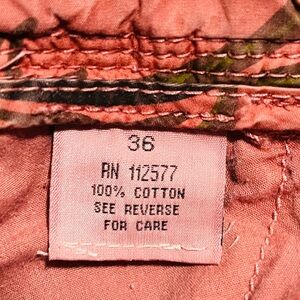 36
RN 112577
100% COTTON
SEE REVERSE
FOR CARE